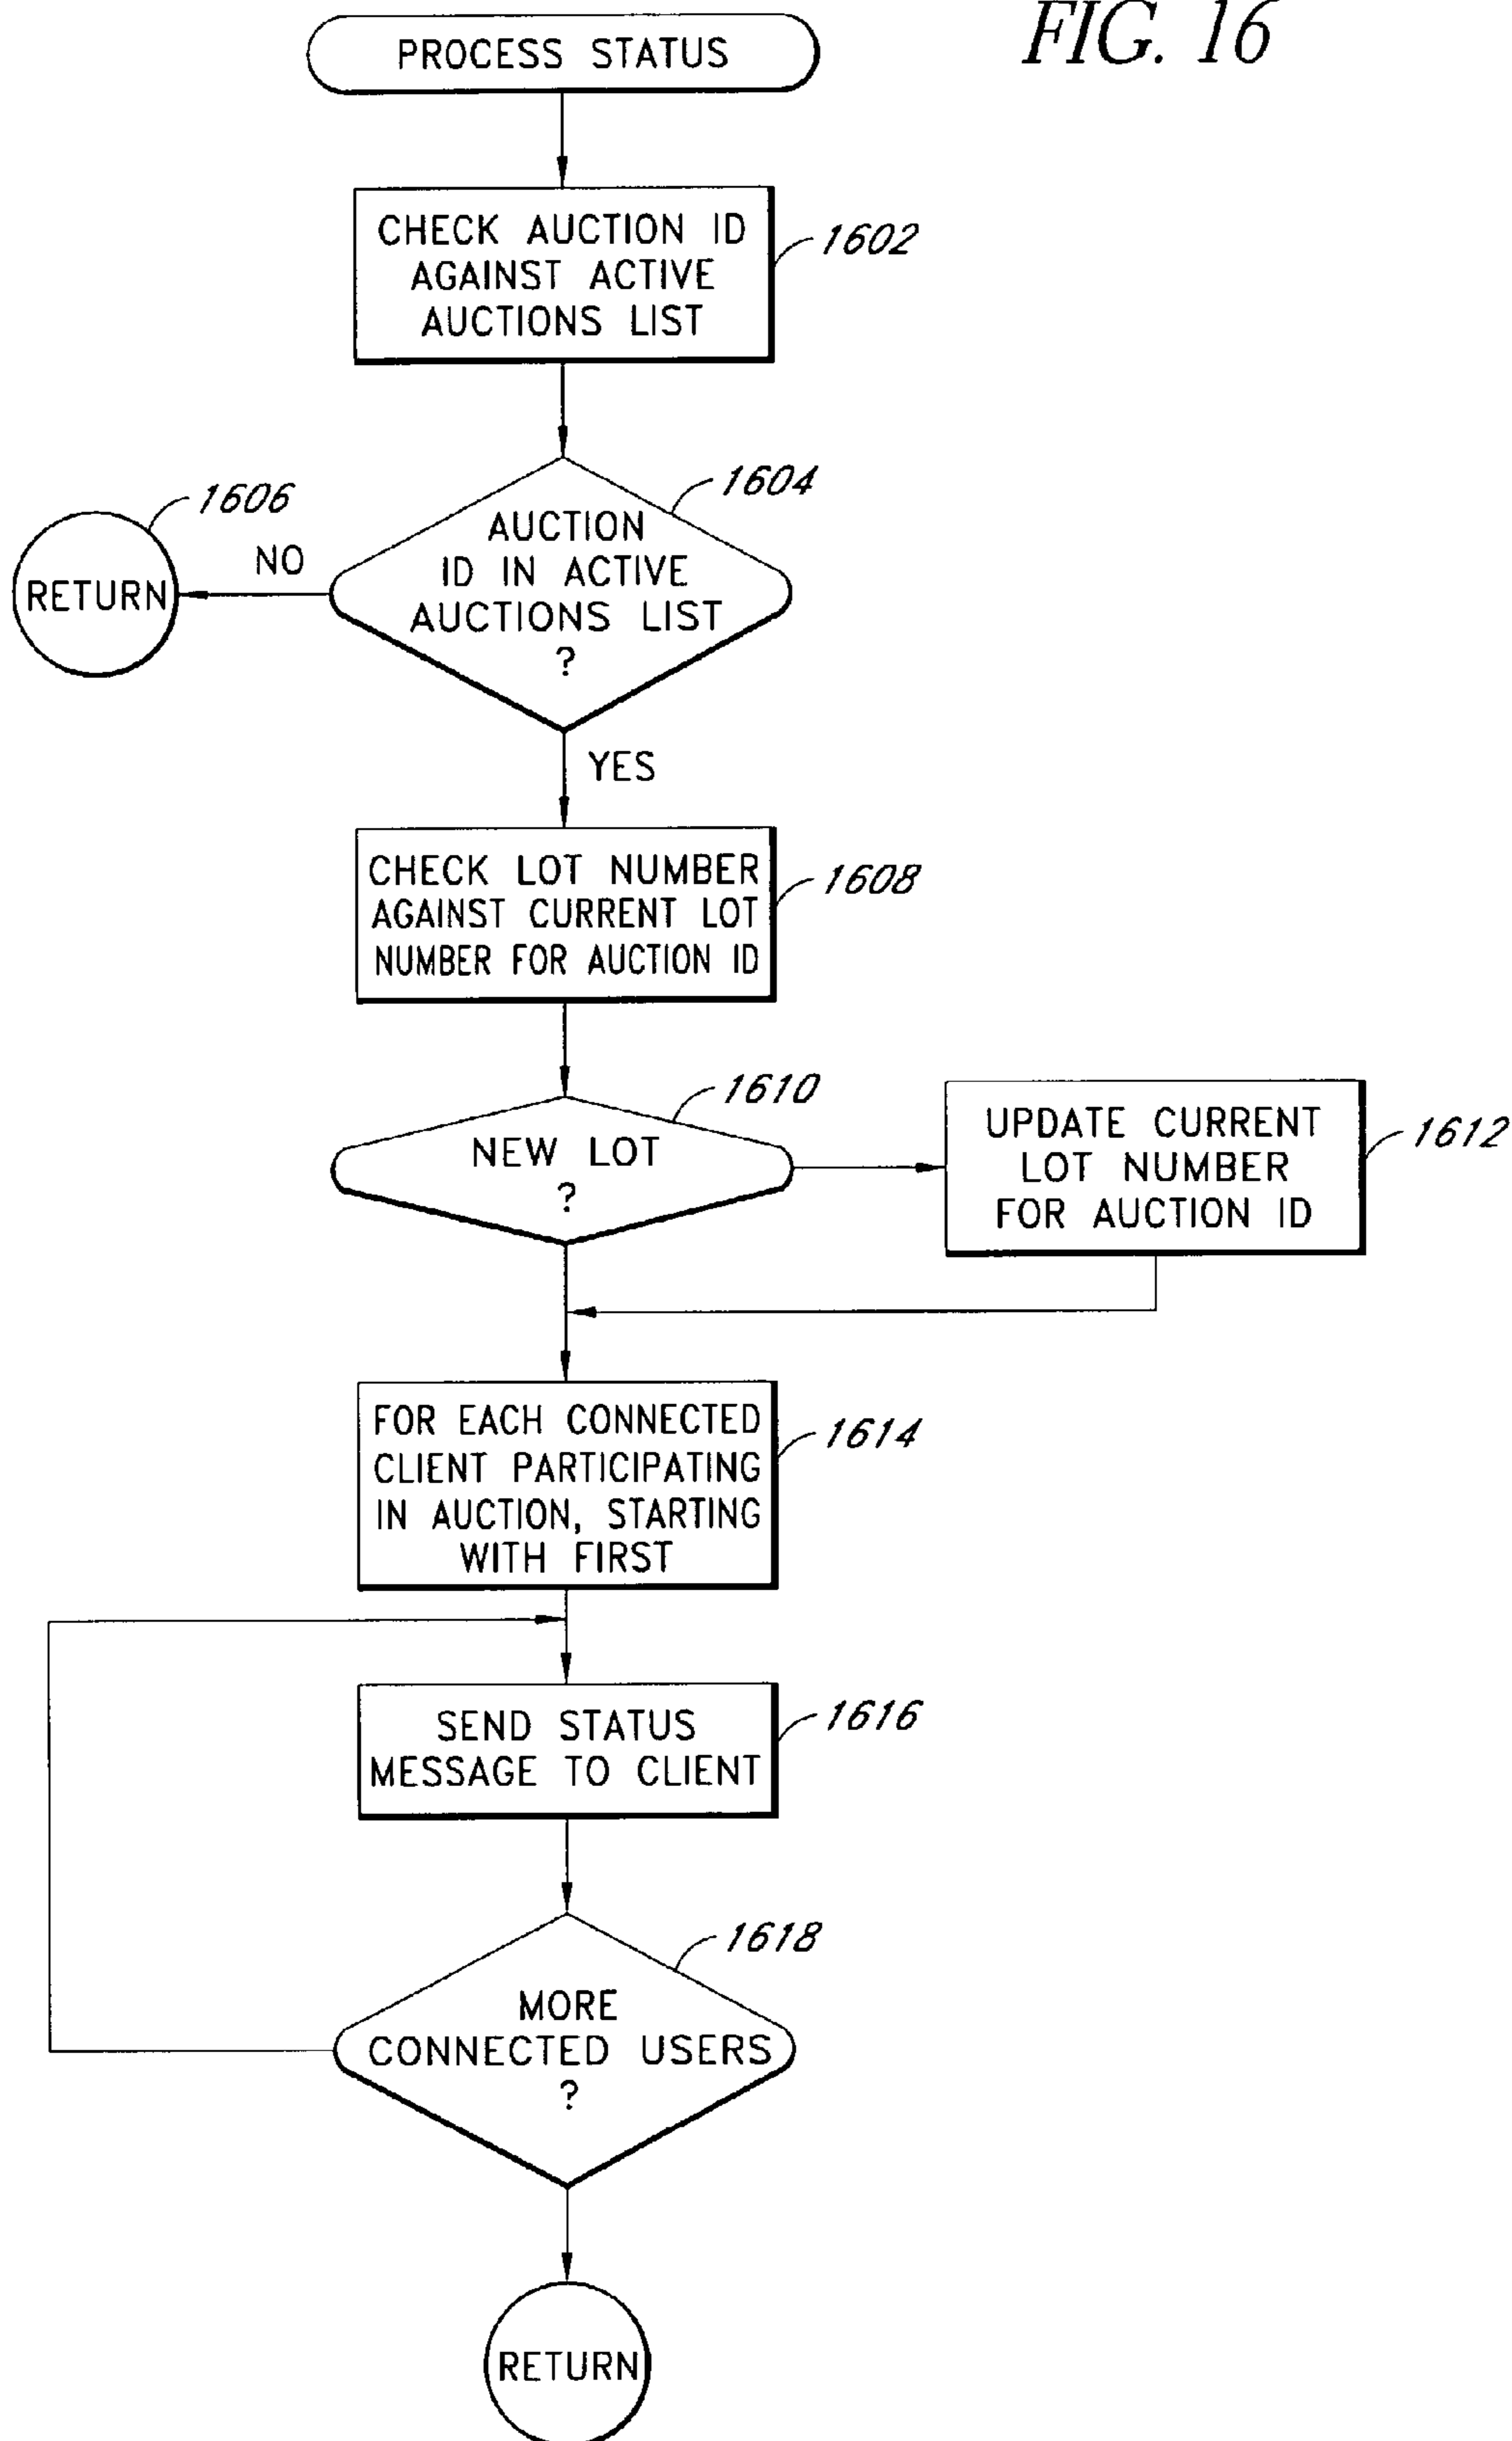 FIG. 16
PROCESS STATUS
CHECK AUCTION ID
AGAINST ACTIVE
AUCTIONS LIST
1602
1604
AUCTION
ID IN ACTIVE
AUCTIONS LIST
?
1606
RETURN
NO
YES
CHECK LOT NUMBER
AGAINST CURRENT LOT
NUMBER FOR AUCTION ID
1608
1610
NEW LOT
?
UPDATE CURRENT
LOT NUMBER
FOR AUCTION ID
1612
FOR EACH CONNECTED
CLIENT PARTICIPATING
IN AUCTION, STARTING
WITH FIRST
1614
SEND STATUS
MESSAGE TO CLIENT
1616
1618
MORE
CONNECTED USERS
?
RETURN